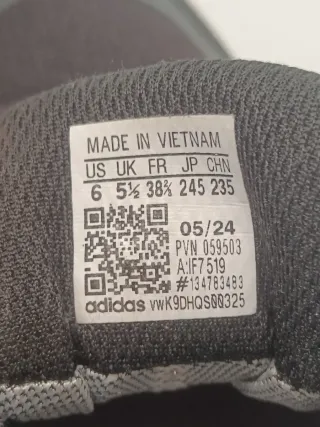 MADE IN VIETNAM
US UK FR JP CHN
6 5½ 38⅔ 245 235
05/24
PVN 059503
A:IF7519
#134783483
adidas vwK9DHQS00325